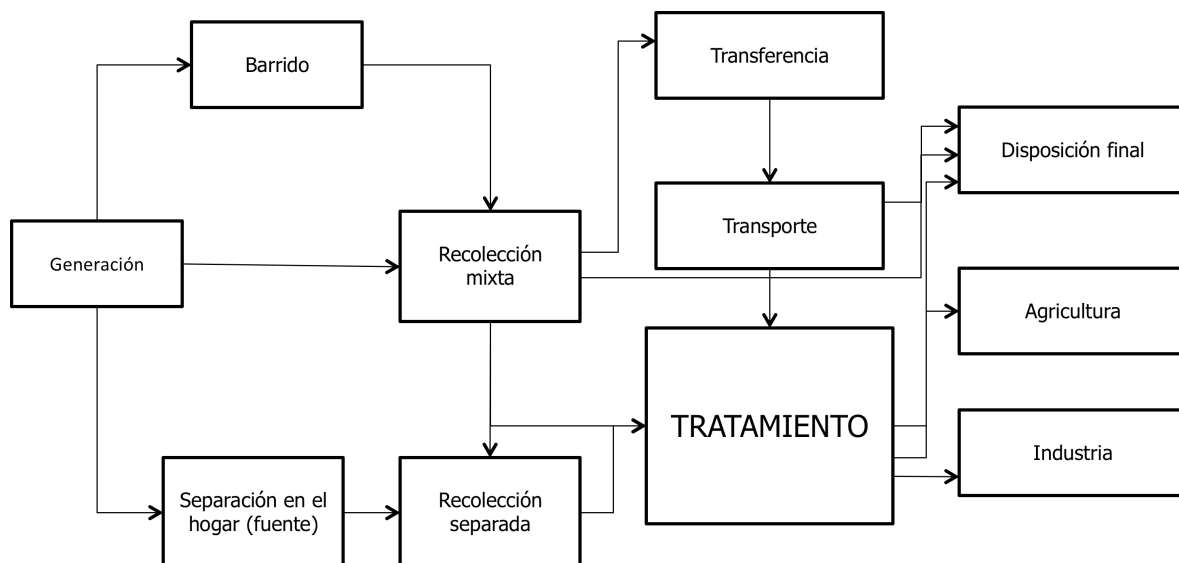 Barrido
Transferencia
Disposición final
Transporte
Generación
Recolección
mixta
Agricultura
TRATAMIENTO
Industria
Separación en el
hogar (fuente)
Recolección
separada